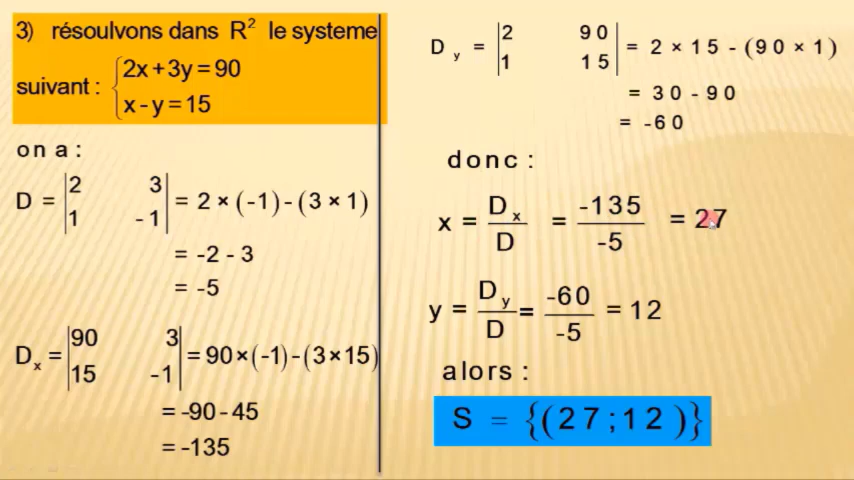 3) résoulvons dans R² le systeme
suivant : {2x+3y=90
x-y=15
on a :
D = |2 3|
|1 -1| = 2×(-1)-(3×1)
= -2-3
= -5
Dₓ = |90 3|
|15 -1| = 90×(-1)-(3×15)
= -90-45
= -135
D_y = |2 90|
|1 15| = 2×15-(90×1)
= 30-90
= -60
donc :
x = Dₓ/D = -135/-5 = 27
y = D_y/D = -60/-5 = 12
alors :
S = {(27;12)}